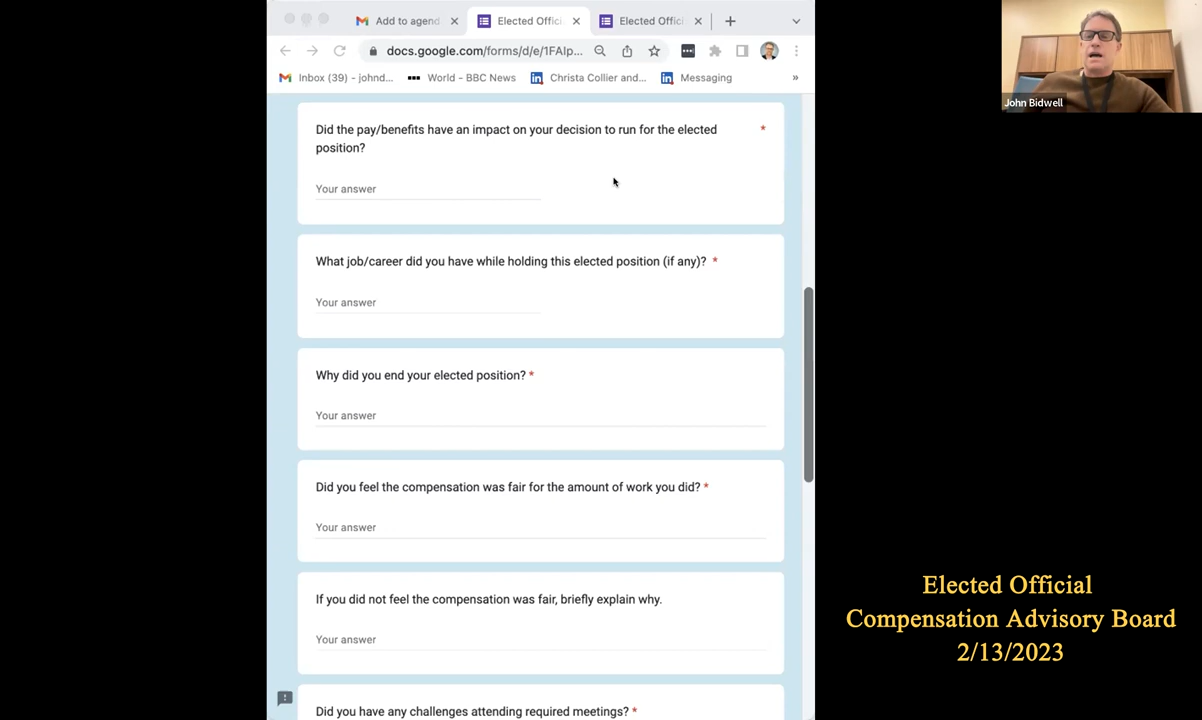 Add to agend
Elected Offici
Elected Offici
docs.google.com/forms/d/e/1FAIp...
Inbox (39) - johnd...
World - BBC News
Christa Collier and...
Messaging
»
John Bidwell
Did the pay/benefits have an impact on your decision to run for the elected *
position?
Your answer
What job/career did you have while holding this elected position (if any)? *
Your answer
Why did you end your elected position? *
Your answer
Did you feel the compensation was fair for the amount of work you did? *
Your answer
If you did not feel the compensation was fair, briefly explain why.
Your answer
Did you have any challenges attending required meetings? *
Elected Official
Compensation Advisory Board
2/13/2023